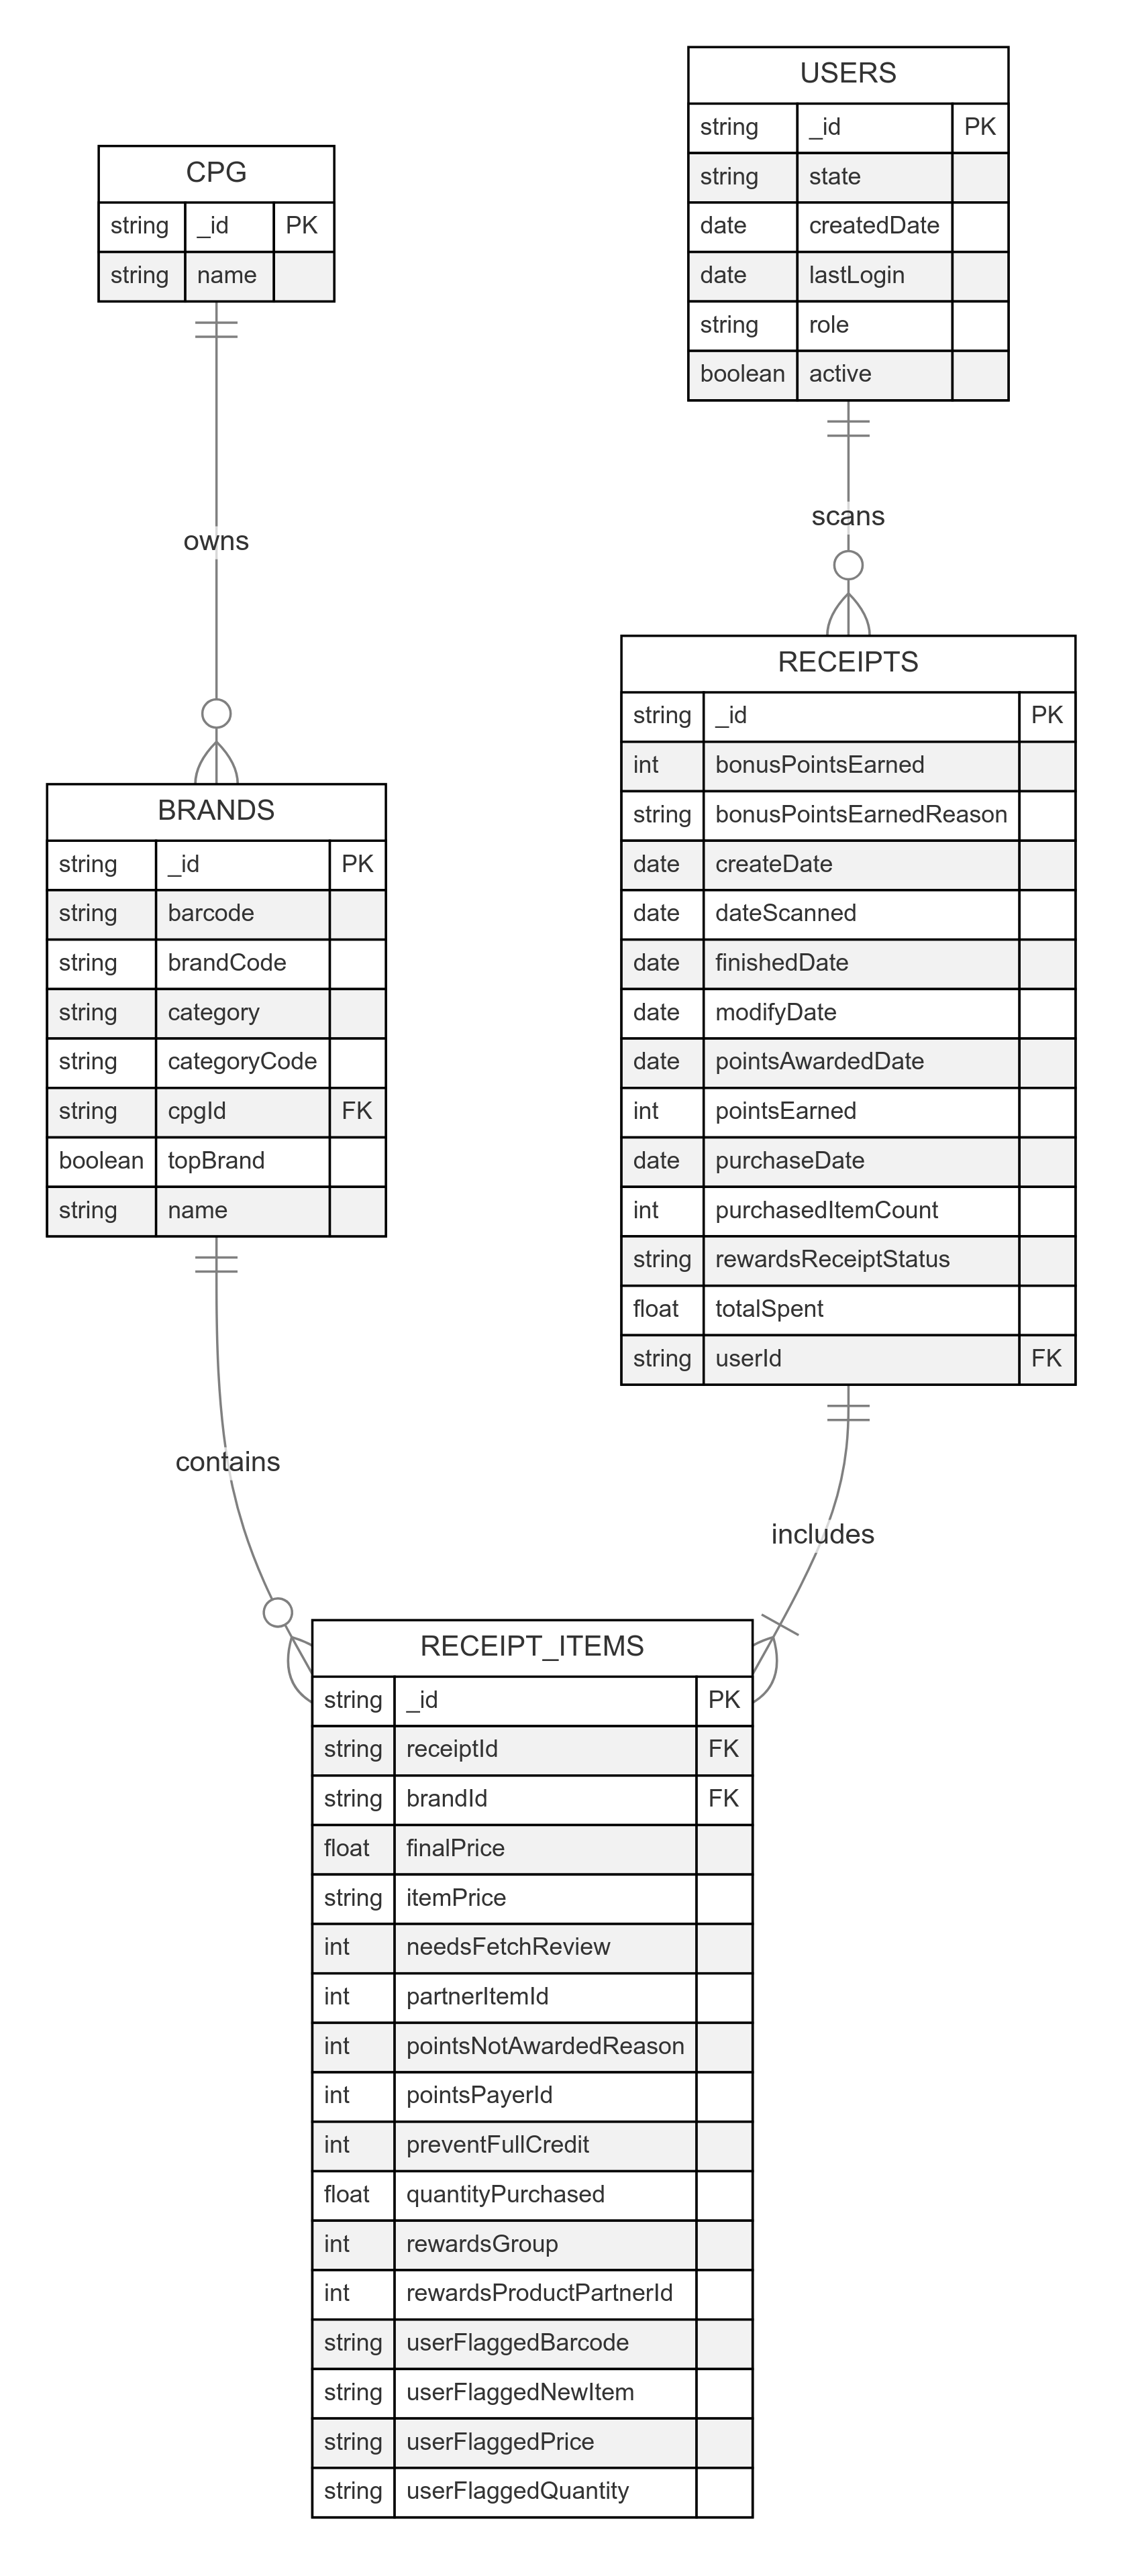 USERS
string _id PK
string state
date createdDate
date lastLogin
string role
boolean active
CPG
string _id PK
string name
owns
scans
RECEIPTS
string _id PK
int bonusPointsEarned
string bonusPointsEarnedReason
date createDate
date dateScanned
date finishedDate
date modifyDate
date pointsAwardedDate
int pointsEarned
date purchaseDate
int purchasedItemCount
string rewardsReceiptStatus
float totalSpent
string userId FK
BRANDS
string _id PK
string barcode
string brandCode
string category
string categoryCode
string cpgId FK
boolean topBrand
string name
contains
includes
RECEIPT_ITEMS
string _id PK
string receiptId FK
string brandId FK
float finalPrice
string itemPrice
int needsFetchReview
int partnerItemId
int pointsNotAwardedReason
int pointsPayerId
int preventFullCredit
float quantityPurchased
int rewardsGroup
int rewardsProductPartnerId
string userFlaggedBarcode
string userFlaggedNewItem
string userFlaggedPrice
string userFlaggedQuantity